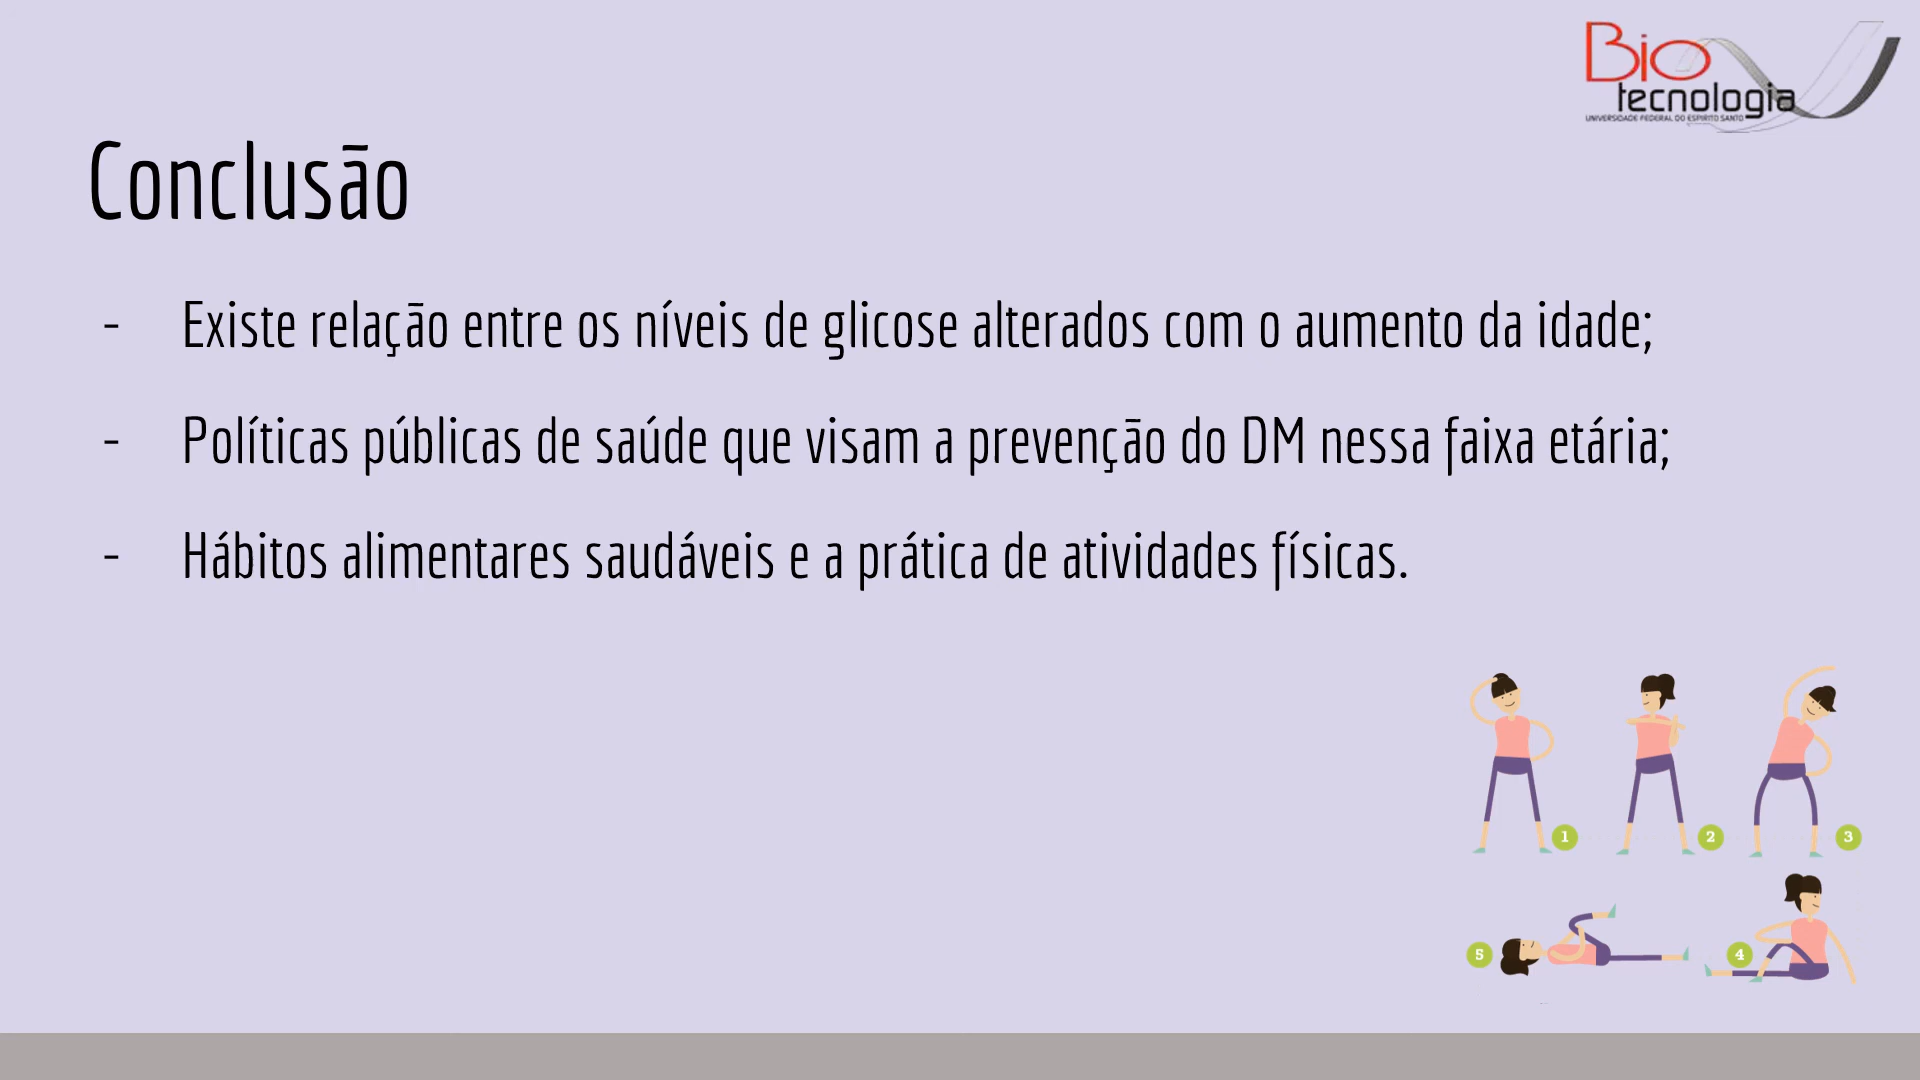 Bio
tecnologia
UNIVERSIDADE FEDERAL DO ESPIRITO SANTO
Conclusão
- Existe relação entre os níveis de glicose alterados com o aumento da idade;
- Políticas públicas de saúde que visam a prevenção do DM nessa faixa etária;
- Hábitos alimentares saudáveis e a prática de atividades físicas.
1
2
3
5
4